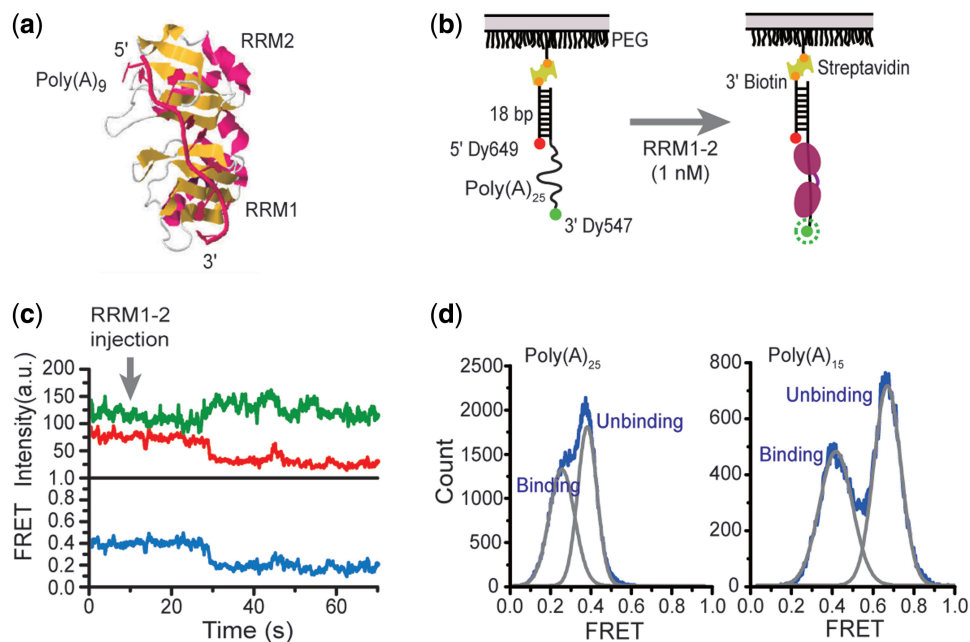 (a)
RRM2
5'
Poly(A)9
RRM1
3'
(b)
PEG
18 bp
5' Dy649
Poly(A)25
3' Dy547
RRM1-2
(1 nM)
Streptavidin
3' Biotin
(c)
RRM1-2
injection
Intensity(a.u.)
200
150
100
50
1.0
FRET
0.8
0.6
0.4
0.2
0.0
0 20 40 60
Time (s)
(d)
Poly(A)25
Count
2500
2000
1500
1000
500
0
Unbinding
Binding
0.0 0.2 0.4 0.6 0.8 1.0
FRET
Poly(A)15
800
600
400
200
0
Unbinding
Binding
0.0 0.2 0.4 0.6 0.8 1.0
FRET